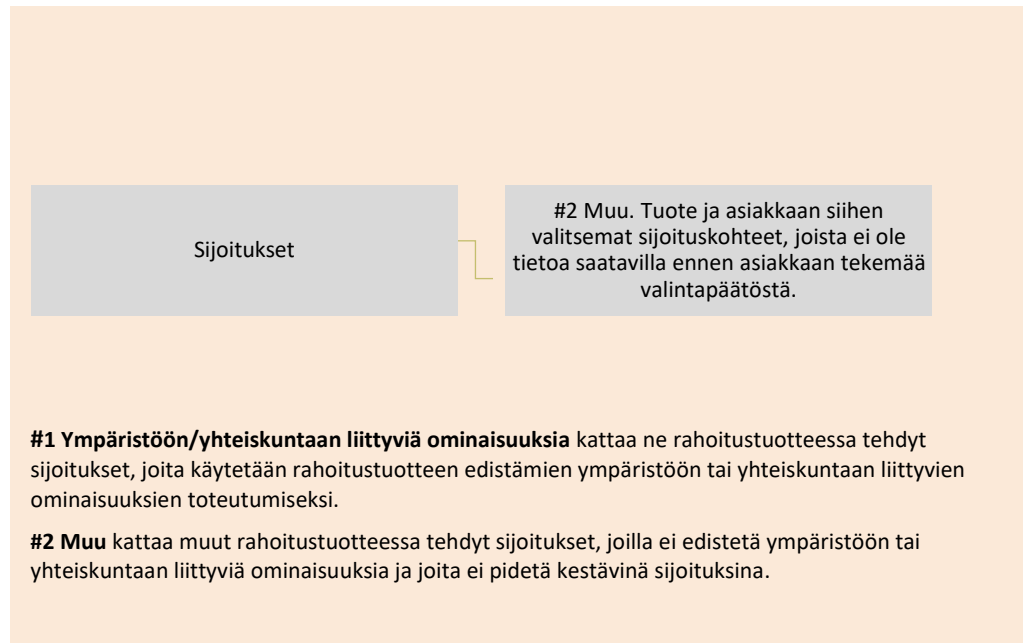 Sijoitukset
#2 Muu. Tuote ja asiakkaan siihen
valitsemat sijoituskohteet, joista ei ole
tietoa saatavilla ennen asiakkaan tekemää
valintapäätöstä.
#1 Ympäristöön/yhteiskuntaan liittyviä ominaisuuksia kattaa ne rahoitustuotteessa tehdyt
sijoitukset, joita käytetään rahoitustuotteen edistämien ympäristöön tai yhteiskuntaan liittyvien
ominaisuuksien toteutumiseksi.
#2 Muu kattaa muut rahoitustuotteessa tehdyt sijoitukset, joilla ei edistetä ympäristöön tai
yhteiskuntaan liittyviä ominaisuuksia ja joita ei pidetä kestävinä sijoituksina.